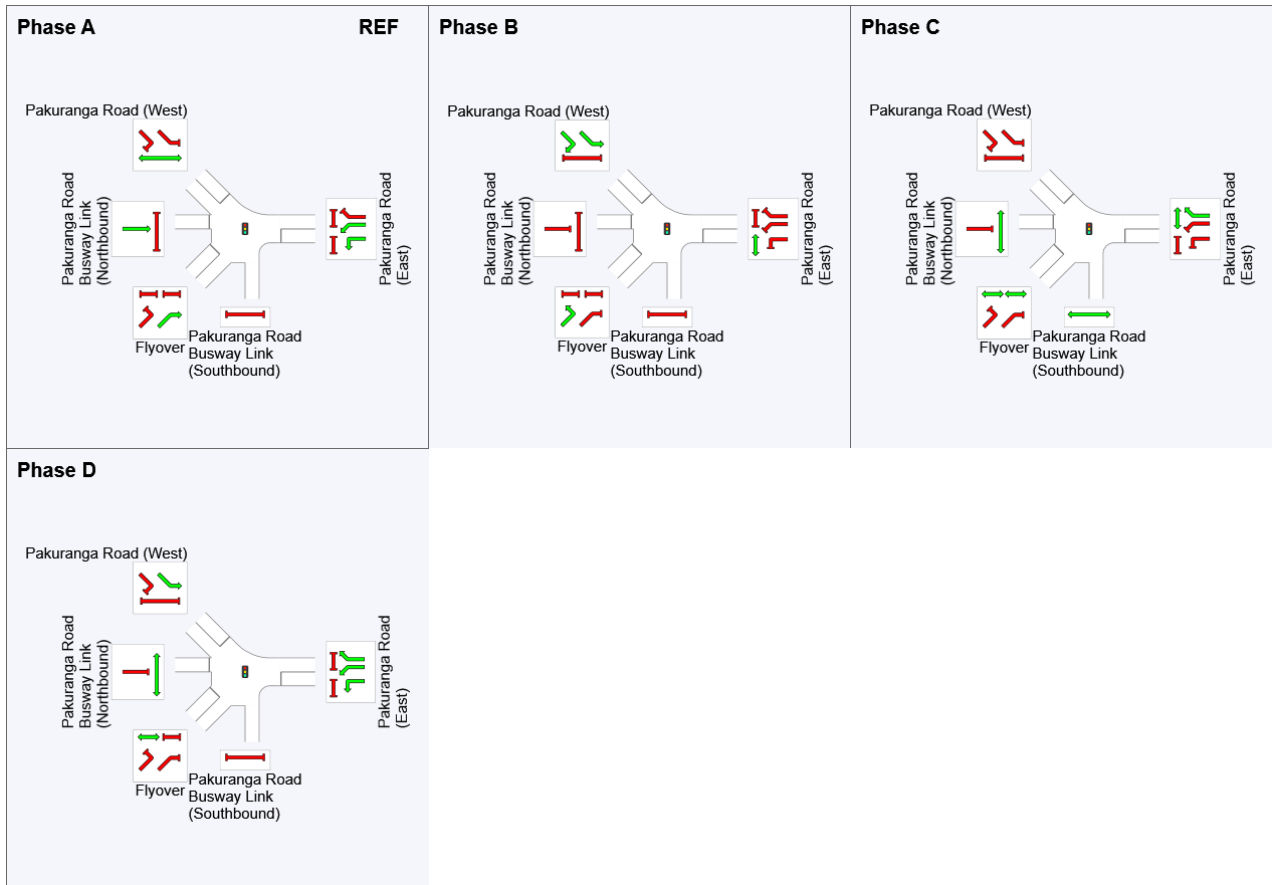 Phase A
REF
Pakuranga Road (West)
Pakuranga Road
Busway Link
(Northbound)
Pakuranga Road
(East)
Flyover
Pakuranga Road
Busway Link
(Southbound)
Phase B
Pakuranga Road (West)
Pakuranga Road
Busway Link
(Northbound)
Pakuranga Road
(East)
Flyover
Pakuranga Road
Busway Link
(Southbound)
Phase C
Pakuranga Road (West)
Pakuranga Road
Busway Link
(Northbound)
Pakuranga Road
(East)
Flyover
Pakuranga Road
Busway Link
(Southbound)
Phase D
Pakuranga Road (West)
Pakuranga Road
Busway Link
(Northbound)
Pakuranga Road
(East)
Flyover
Pakuranga Road
Busway Link
(Southbound)